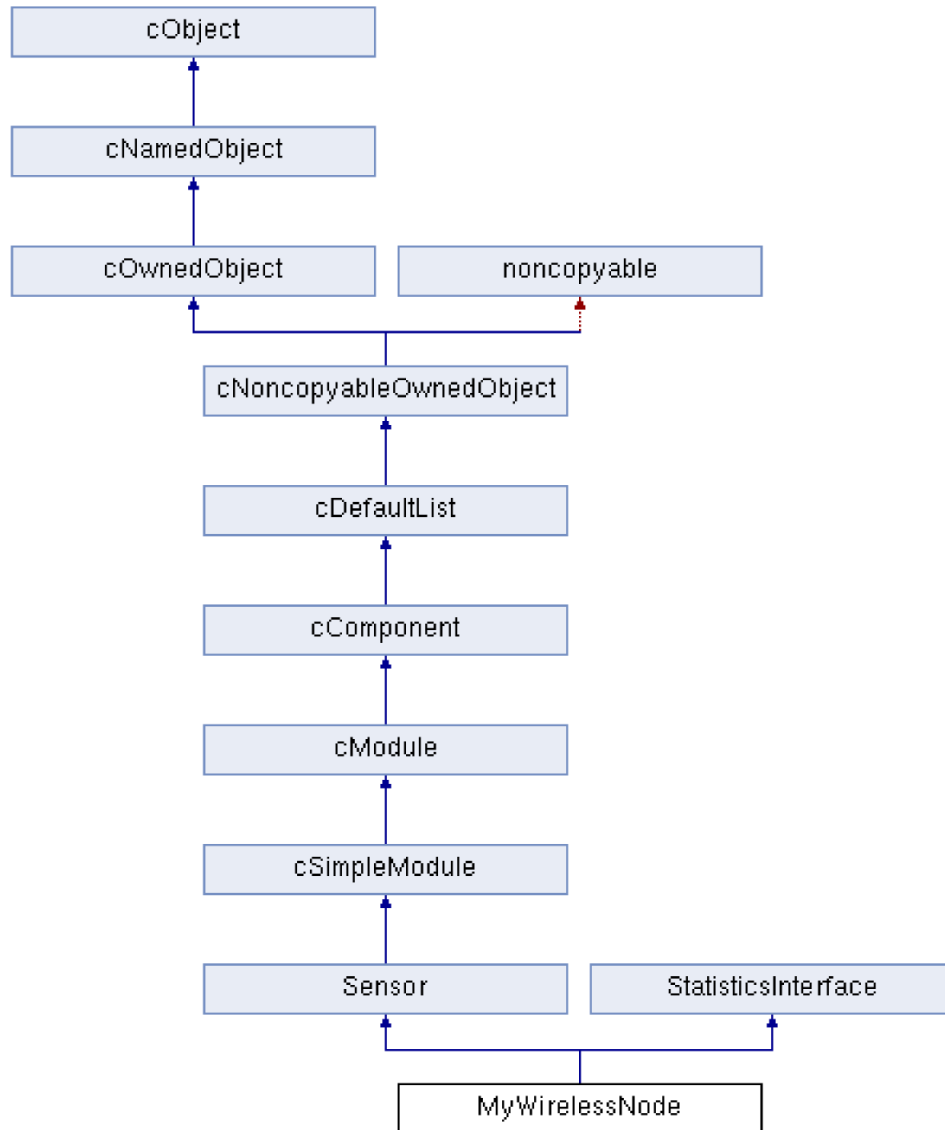 cObject
cNamedObject
cOwnedObject
noncopyable
cNoncopyableOwnedObject
cDefaultList
cComponent
cModule
cSimpleModule
Sensor
StatisticsInterface
MyWirelessNode